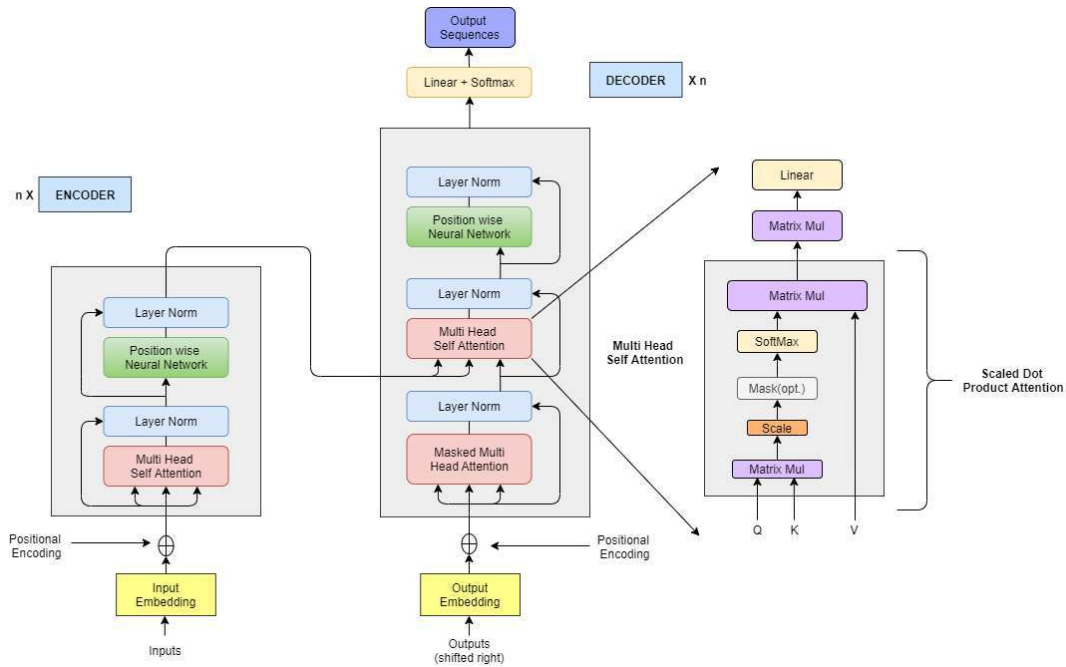 Output
Sequences
Linear + Softmax
DECODER
X n
n X
ENCODER
Layer Norm
Position wise
Neural Network
Layer Norm
Multi Head
Self Attention
Layer Norm
Masked Multi
Head Attention
Layer Norm
Position wise
Neural Network
Layer Norm
Multi Head
Self Attention
Positional
Encoding
Input
Embedding
Inputs
Positional
Encoding
Output
Embedding
Outputs
(shifted right)
Linear
Matrix Mul
Matrix Mul
SoftMax
Mask(opt.)
Scale
Matrix Mul
Q
K
V
Multi Head
Self Attention
Scaled Dot
Product Attention